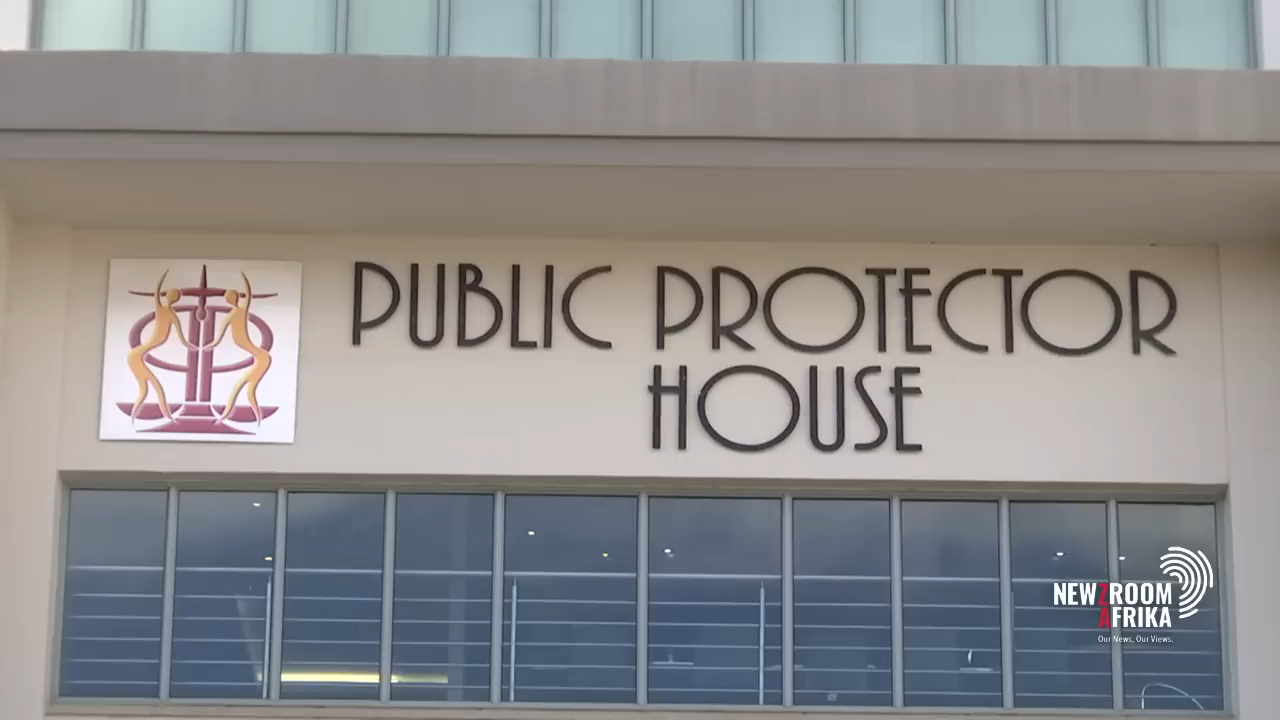 PUBLIC PROTECTOR
HOUSE
NEWZROOM
AFRIKA
Our News, Our Views.